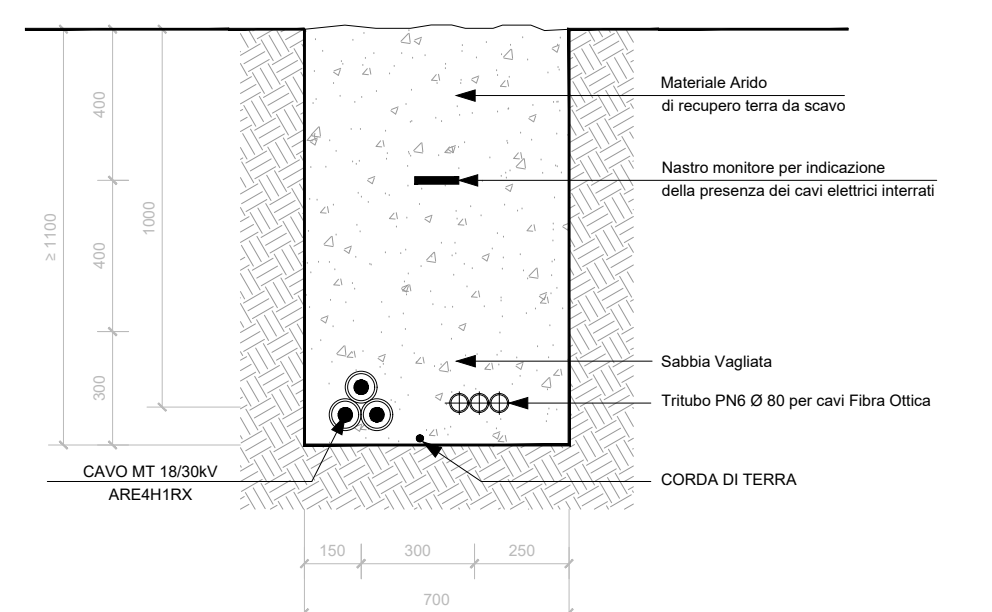 Materiale Arido
di recupero terra da scavo
Nastro monitore per indicazione
della presenza dei cavi elettrici interrati
Sabbia Vagliata
Tritubo PN6 Ø 80 per cavi Fibra Ottica
CORDA DI TERRA
CAVO MT 18/30kV
ARE4H1RX
≥ 1100
400
400
300
1000
150
300
250
700